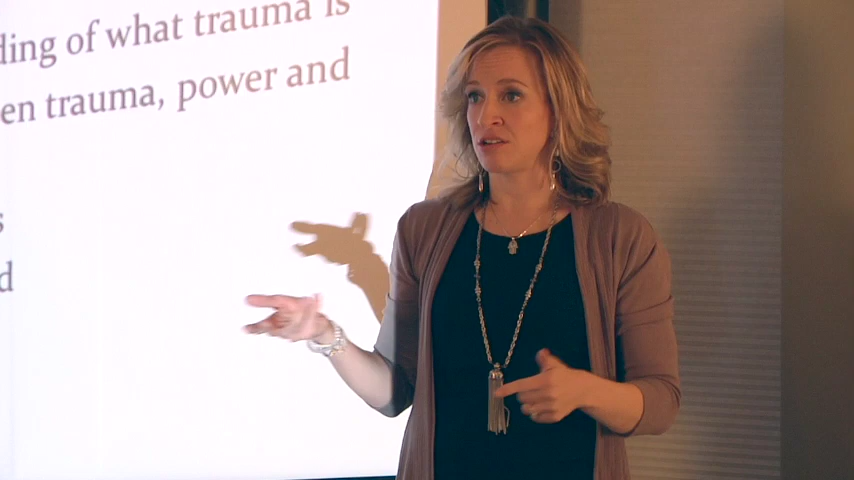 ding of what trauma is
en trauma, power and
s
d